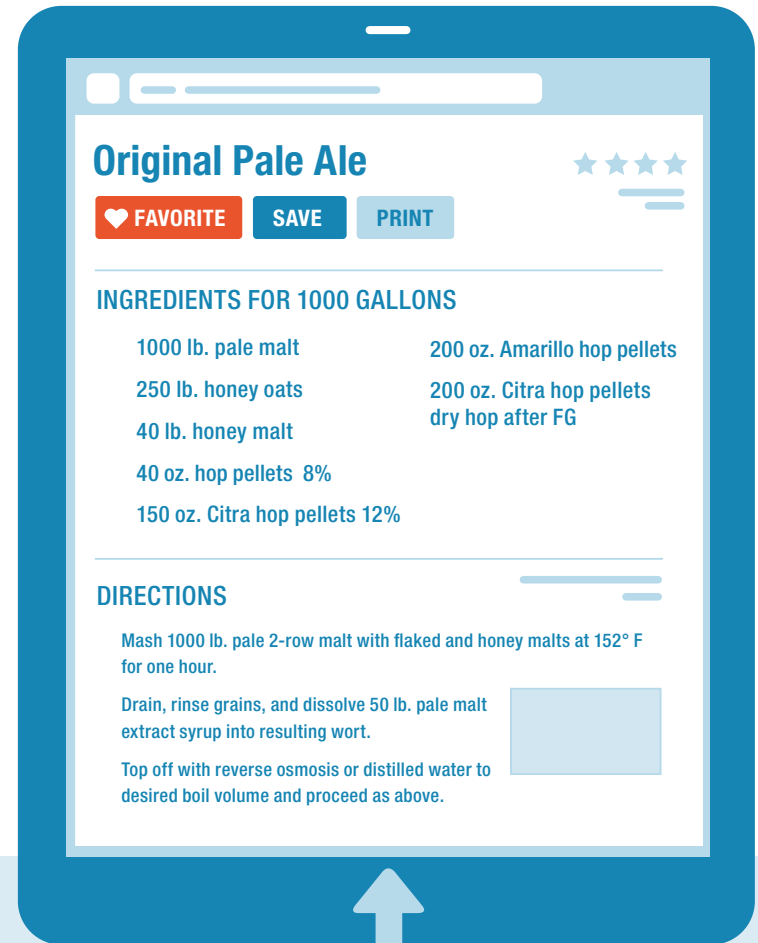 Original Pale Ale
FAVORITE
SAVE
PRINT
INGREDIENTS FOR 1000 GALLONS
1000 lb. pale malt
250 lb. honey oats
40 lb. honey malt
40 oz. hop pellets  8%
150 oz. Citra hop pellets 12%
200 oz. Amarillo hop pellets
200 oz. Citra hop pellets
dry hop after FG
DIRECTIONS
Mash 1000 lb. pale 2-row malt with flaked and honey malts at 152° F
for one hour.
Drain, rinse grains, and dissolve 50 lb. pale malt
extract syrup into resulting wort.
Top off with reverse osmosis or distilled water to
desired boil volume and proceed as above.